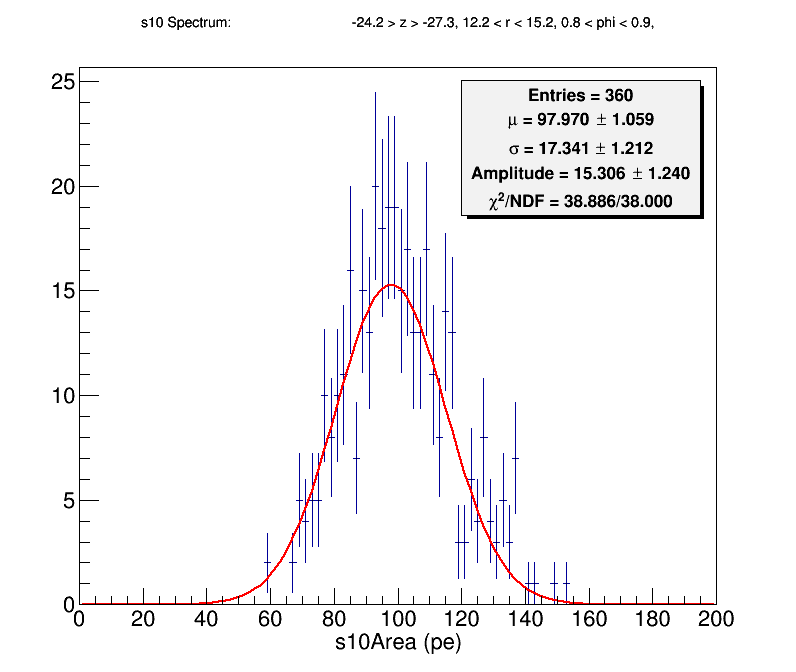 s10 Spectrum: -24.2 > z > -27.3, 12.2 < r < 15.2, 0.8 < phi < 0.9,
Entries = 360
μ = 97.970 ± 1.059
σ = 17.341 ± 1.212
Amplitude = 15.306 ± 1.240
χ²/NDF = 38.886/38.000
25
20
15
10
5
0
0 20 40 60 80 100 120 140 160 180 200
s10Area (pe)